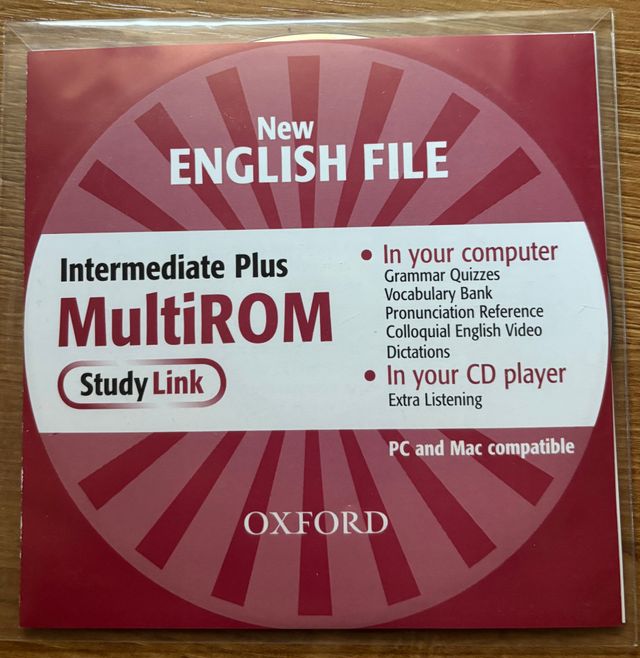 New
ENGLISH FILE
Intermediate Plus
MultiROM
Study Link
• In your computer
Grammar Quizzes
Vocabulary Bank
Pronunciation Reference
Colloquial English Video
Dictations
• In your CD player
Extra Listening
PC and Mac compatible
OXFORD